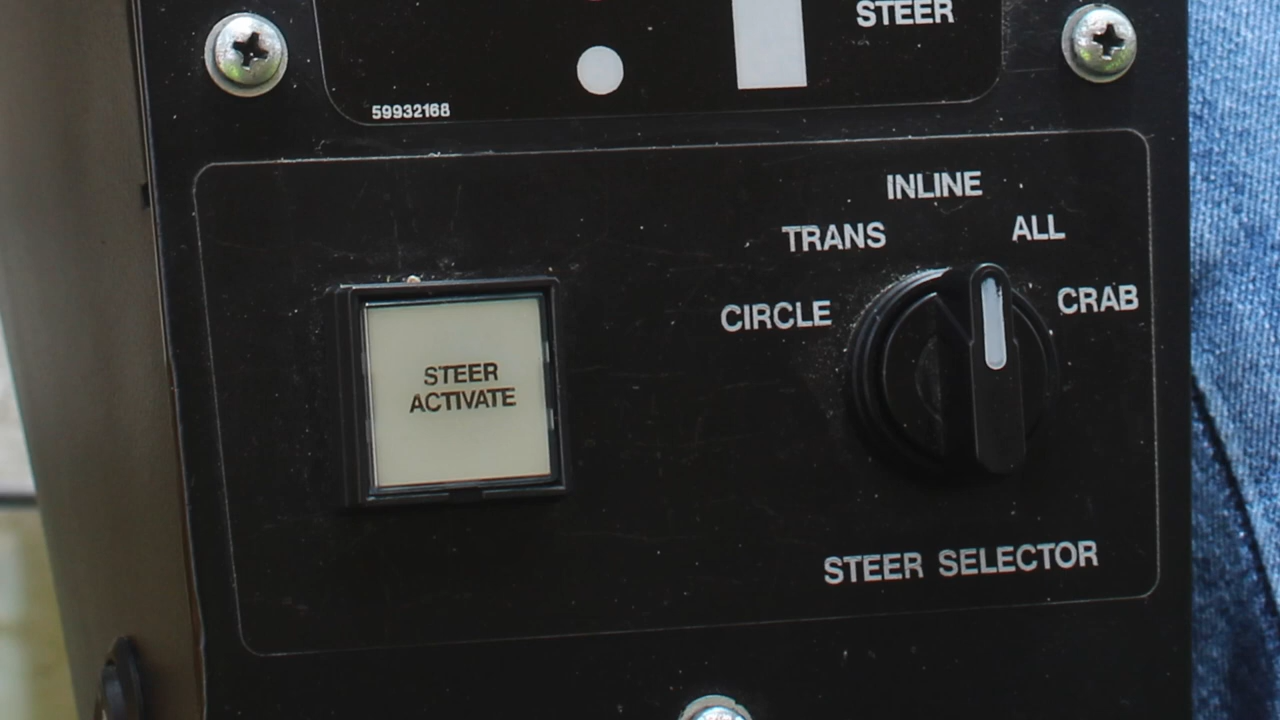 STEER
59932168
INLINE
TRANS
ALL
CIRCLE
CRAB
STEER
ACTIVATE
STEER SELECTOR